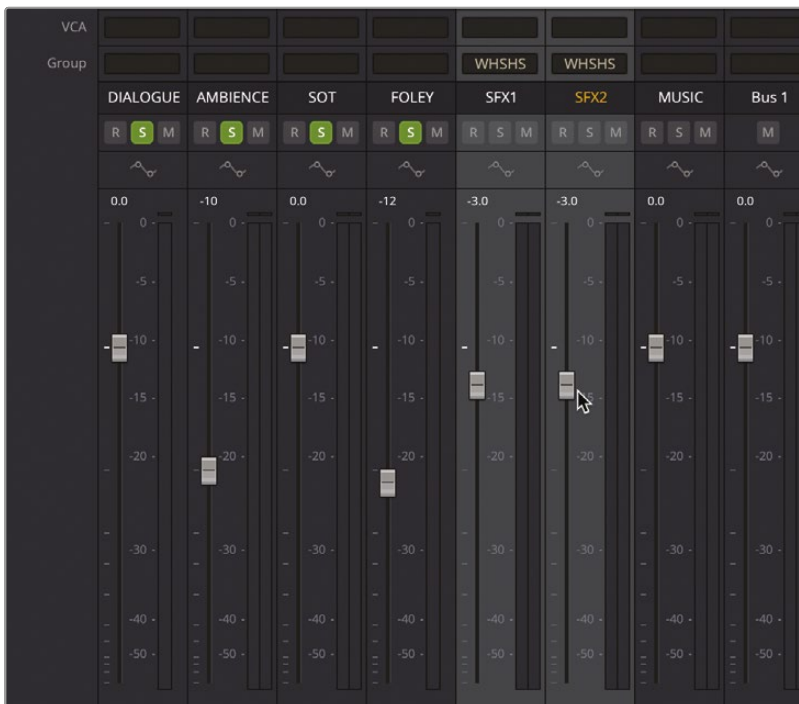 VCA
Group WHSHS WHSHS
DIALOGUE AMBIENCE SOT FOLEY SFX1 SFX2 MUSIC Bus 1
R S M R S M R S M R S M R S M R S M R S M M
0.0 -10 0.0 -12 -3.0 -3.0 0.0 0.0
0 0 0 0 0 0 0 0
-5 -5 -5 -5 -5 -5 -5 -5
-10 -10 -10 -10 -10 -10 -10 -10
-15 -15 -15 -15 -15 -15 -15 -15
-20 -20 -20 -20 -20 -20 -20 -20
-30 -30 -30 -30 -30 -30 -30 -30
-40 -40 -40 -40 -40 -40 -40 -40
-50 -50 -50 -50 -50 -50 -50 -50